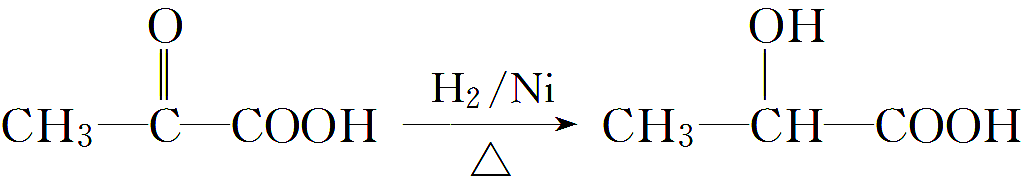 O OH
H₂/Ni
CH₃—C—COOH → CH₃—CH—COOH
△